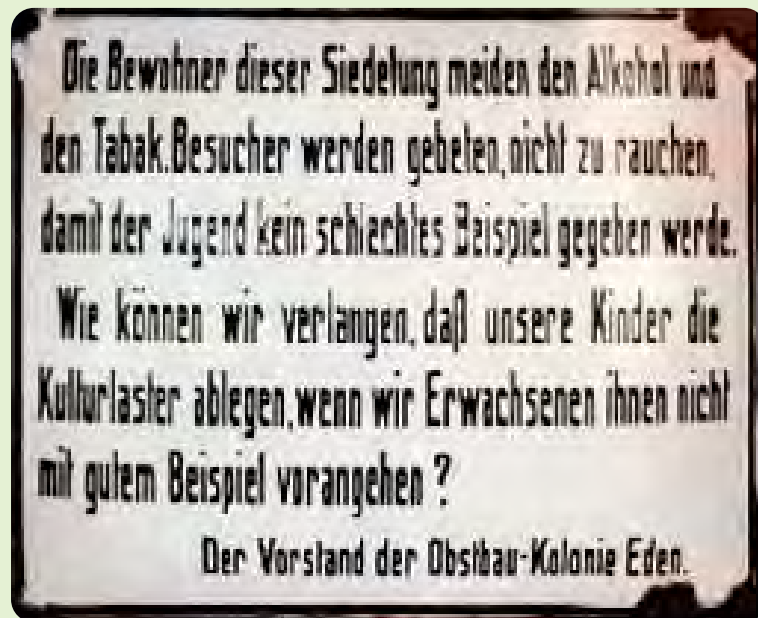 Die Bewohner dieser Siedelung meiden den Alkohol und
den Tabak. Besucher werden gebeten, nicht zu rauchen,
damit der Jugend kein schlechtes Beispiel gegeben werde.
Wie können wir verlangen, daß unsere Kinder die
Kulturlaster ablegen, wenn wir Erwachsenen ihnen nicht
mit gutem Beispiel vorangehen?
Der Vorstand der Obstbau-Kolonie Eden.